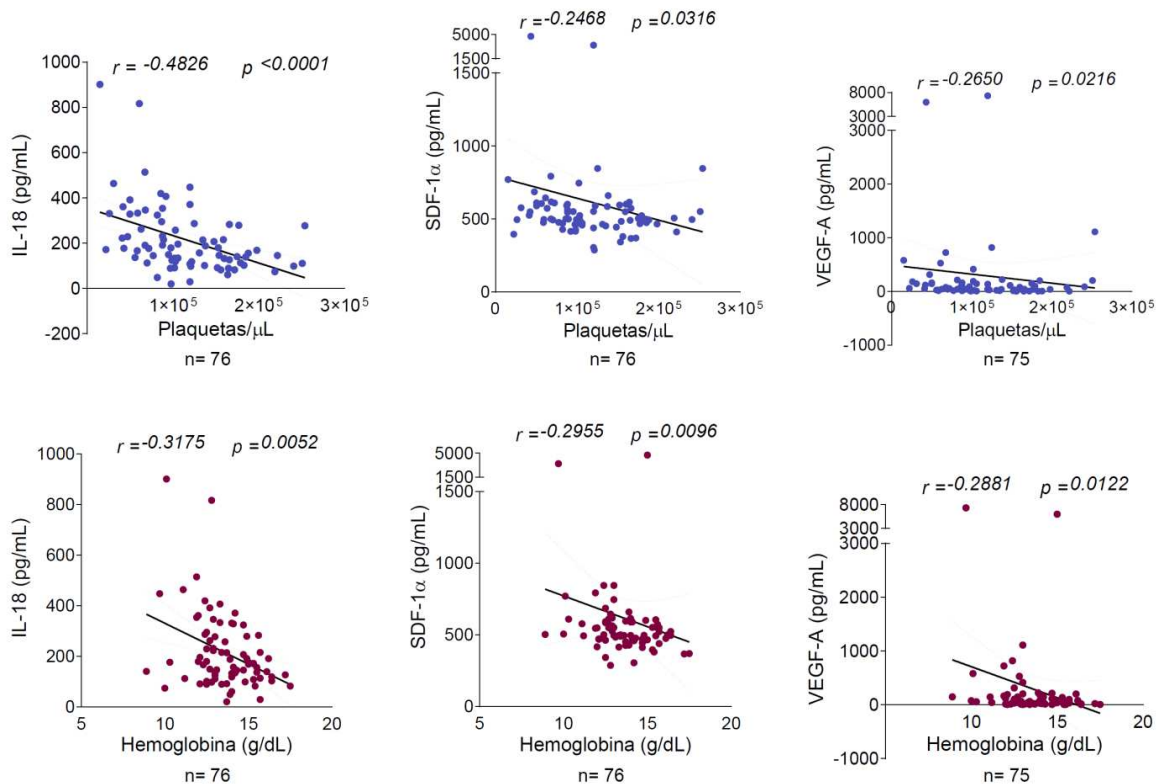 r = -0.4826 p <0.0001
IL-18 (pg/mL)
1000
800
600
400
200
0
-200
1×10⁵ 2×10⁵ 3×10⁵
Plaquetas/µL
n= 76
r = -0.2468 p = 0.0316
SDF-1α (pg/mL)
5000
1500
1500
1000
500
0
0 1×10⁵ 2×10⁵ 3×10⁵
Plaquetas/µL
n= 76
r = -0.2650 p = 0.0216
VEGF-A (pg/mL)
8000
3000
3000
2000
1000
0
-1000
1×10⁵ 2×10⁵ 3×10⁵
Plaquetas/µL
n= 75
r = -0.3175 p = 0.0052
IL-18 (pg/mL)
1000
800
600
400
200
0
5 10 15 20
Hemoglobina (g/dL)
n= 76
r = -0.2955 p = 0.0096
SDF-1α (pg/mL)
5000
1500
1500
1000
500
0
5 10 15 20
Hemoglobina (g/dL)
n= 76
r = -0.2881 p = 0.0122
VEGF-A (pg/mL)
8000
3000
3000
2000
1000
0
-1000
10 15 20
Hemoglobina (g/dL)
n= 75